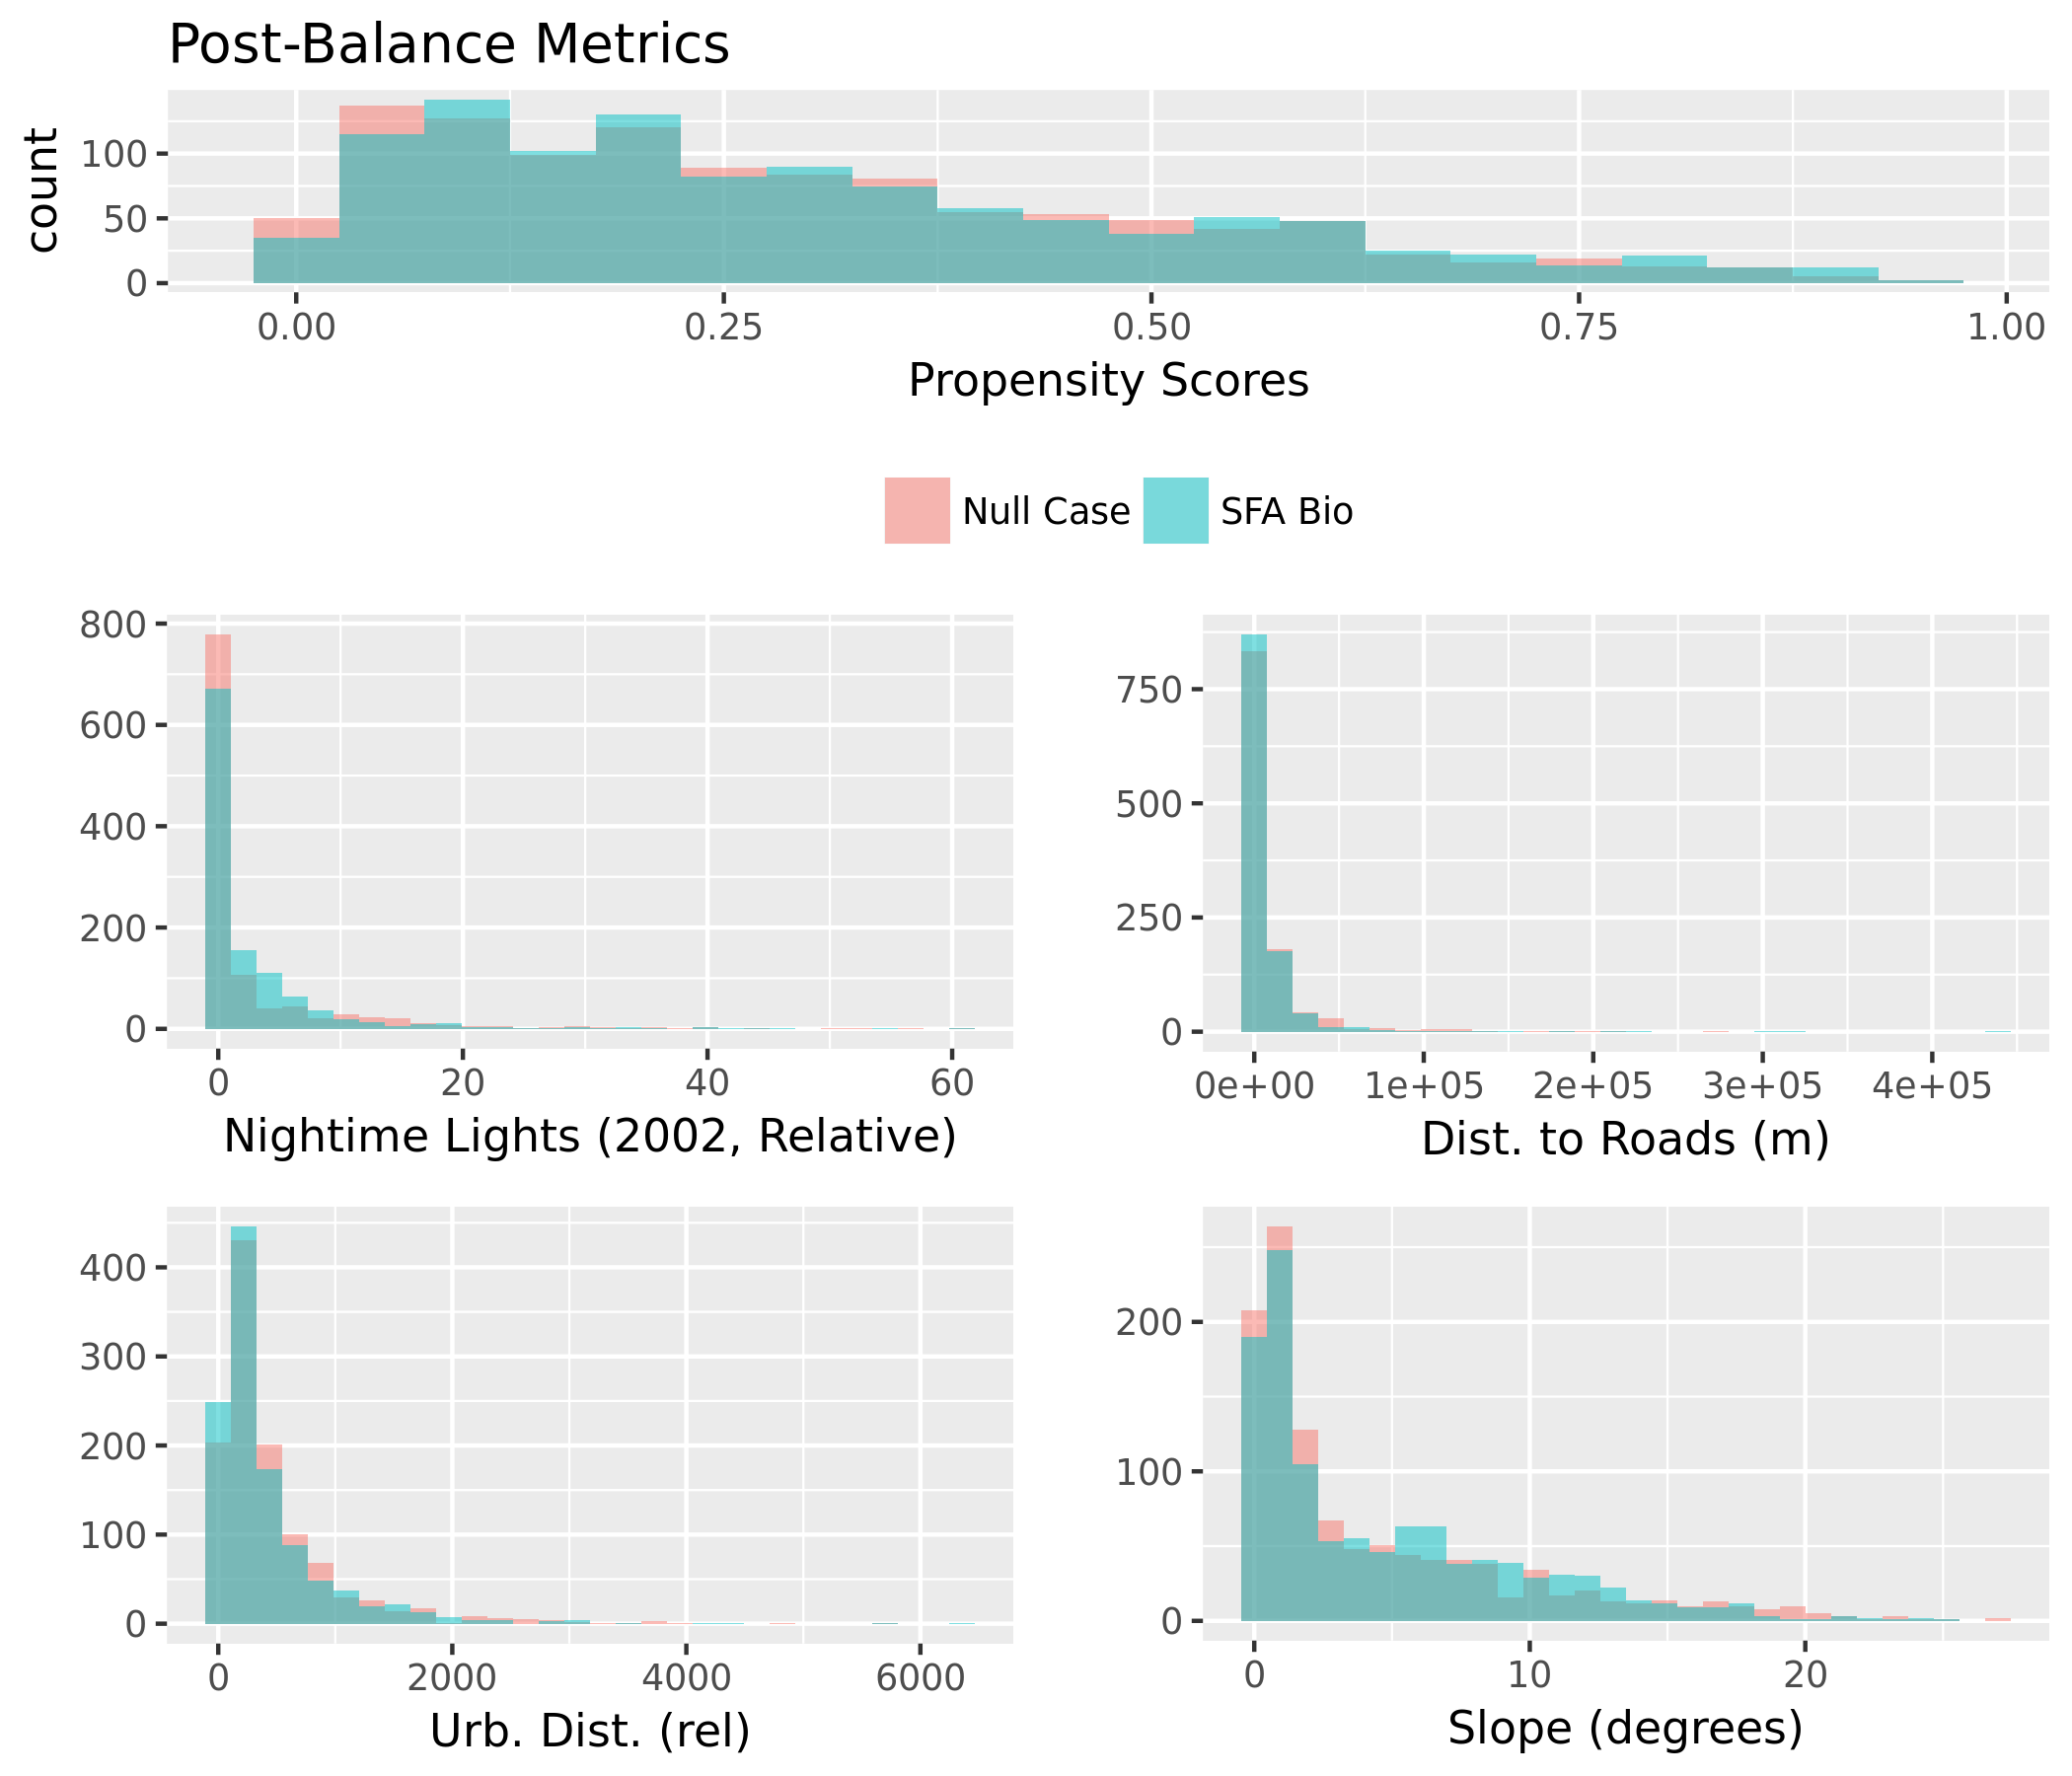 Post-Balance Metrics
count
100
50
0
0.00 0.25 0.50 0.75 1.00
Propensity Scores
Null Case SFA Bio
800
600
400
200
0
0 20 40 60
Nightime Lights (2002, Relative)
750
500
250
0
0e+00 1e+05 2e+05 3e+05 4e+05
Dist. to Roads (m)
400
300
200
100
0
0 2000 4000 6000
Urb. Dist. (rel)
200
100
0
0 10 20
Slope (degrees)